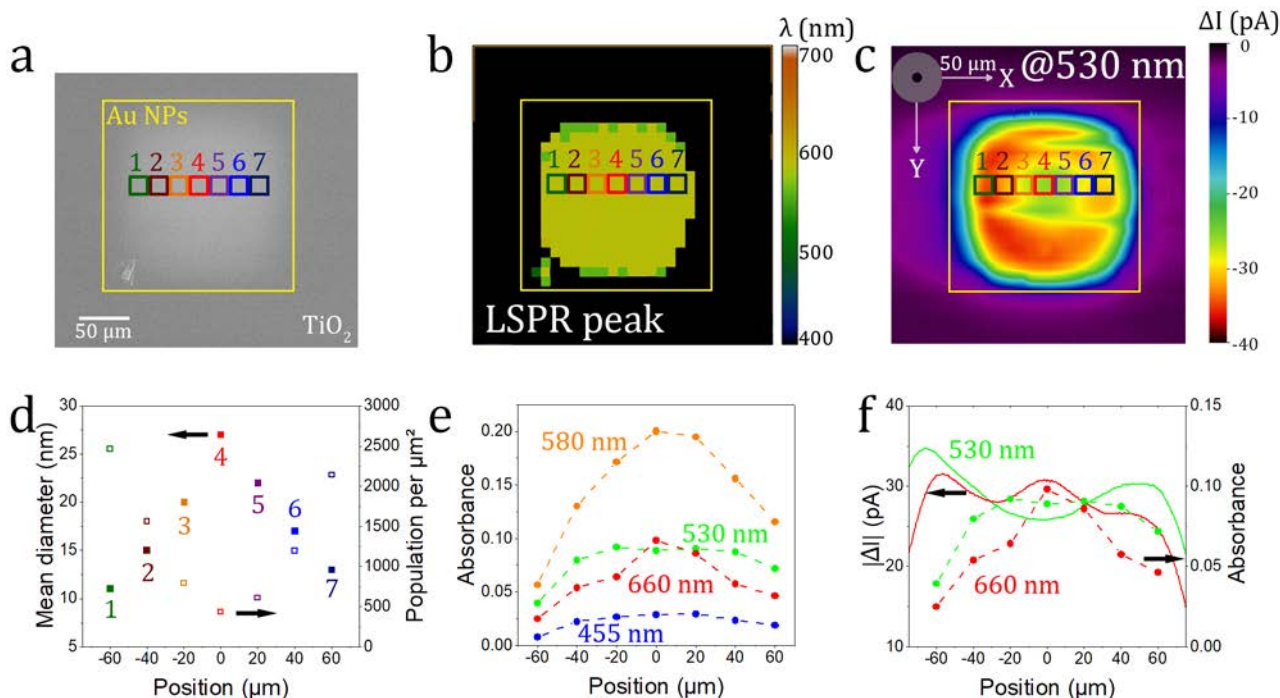 a
Au NPs
1 2 3 4 5 6 7
50 μm
TiO2
b
λ (nm)
700
600
500
400
1 2 3 4 5 6 7
LSPR peak
c
ΔI (pA)
50 μm
X
@530 nm
Y
1 2 3 4 5 6 7
0
-10
-20
-30
-40
d
Mean diameter (nm)
30
25
20
15
10
5
1
2
3
4
5
6
7
3000
2500
2000
1500
1000
500
0
Population per μm²
-60 -40 -20 0 20 40 60
Position (μm)
e
Absorbance
0.20
0.15
0.10
0.05
0.00
580 nm
530 nm
660 nm
455 nm
-60 -40 -20 0 20 40 60
Position (μm)
f
|ΔI| (pA)
40
30
20
10
530 nm
660 nm
0.15
0.10
0.05
0.00
Absorbance
-60 -40 -20 0 20 40 60
Position (μm)